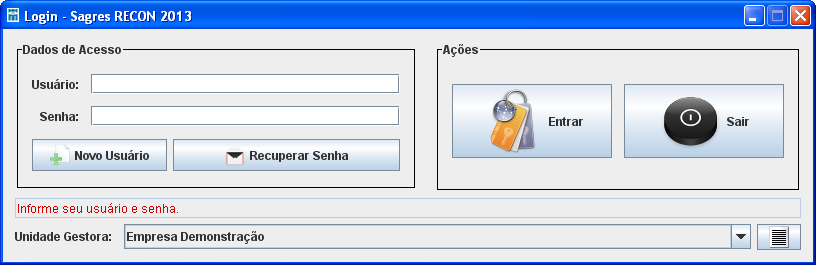 Login - Sagres RECON 2013
Dados de Acesso
Usuário:
Senha:
Novo Usuário
Recuperar Senha
Ações
Entrar
Sair
Informe seu usuário e senha.
Unidade Gestora:
Empresa Demonstração